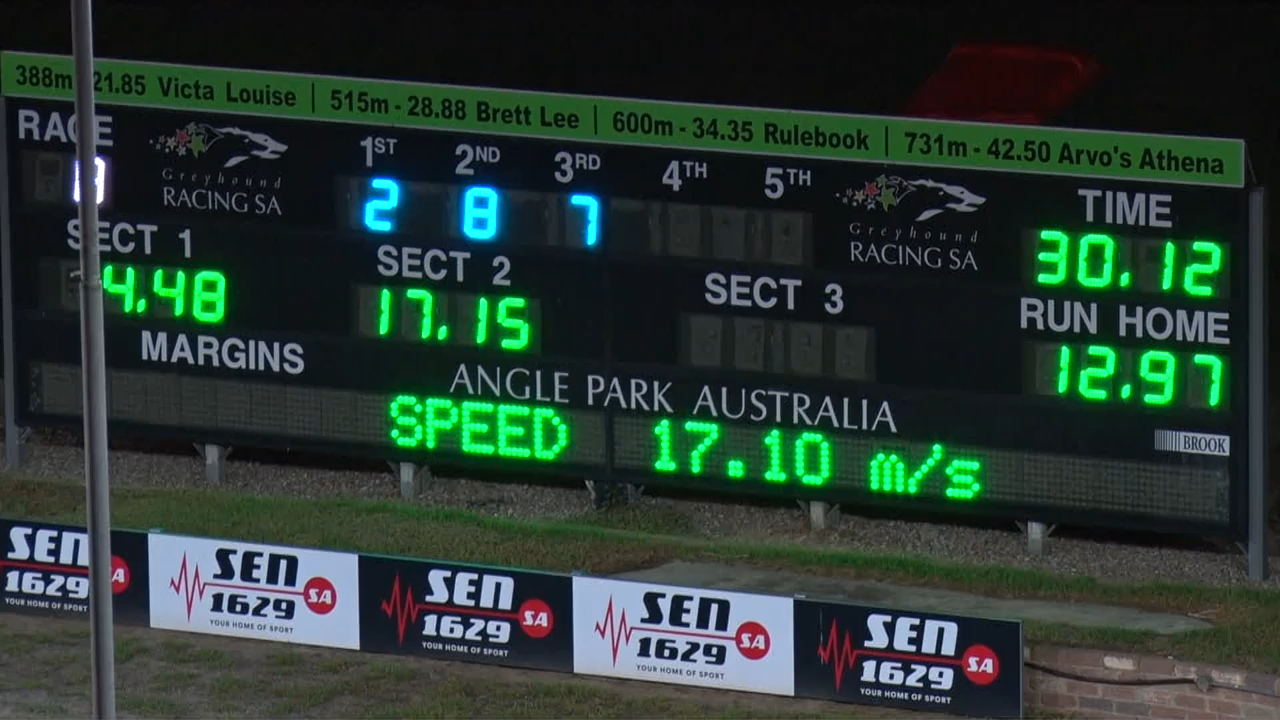 388m 21.85 Victa Louise | 515m - 28.88 Brett Lee | 600m - 34.35 Rulebook | 731m - 42.50 Arvo's Athena
RACE
Greyhound
RACING SA
1ST 2ND 3RD 4TH 5TH
2 8 7
Greyhound
RACING SA
TIME
30.12
SECT 1
4.48
SECT 2
17.15
SECT 3
RUN HOME
12.97
MARGINS
ANGLE PARK AUSTRALIA
SPEED 17.10 m/s
BROOK
SEN
1629
YOUR HOME OF SPORT
SEN
1629
SA
YOUR HOME OF SPORT
SEN
1629
SA
YOUR HOME OF SPORT
SEN
1629
SA
YOUR HOME OF SPORT
SEN
1629
SA
YOUR HOME OF SPORT